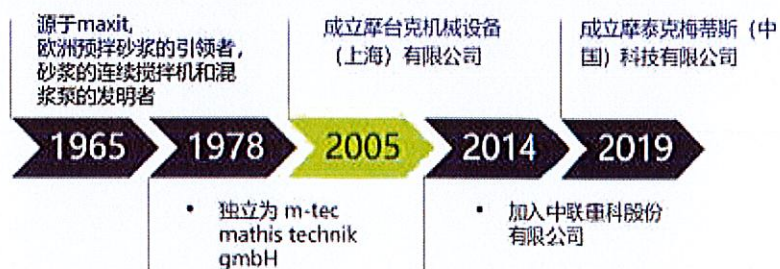 源于maxit,
欧洲预拌砂浆的引领者，
砂浆的连续搅拌机和混
浆泵的发明者
成立摩台克机械设备
（上海）有限公司
成立摩泰克梅蒂斯（中
国）科技有限公司
1965
1978
2005
2014
2019
• 独立为 m-tec
mathis technik
gmbH
• 加入中联重科股份
有限公司